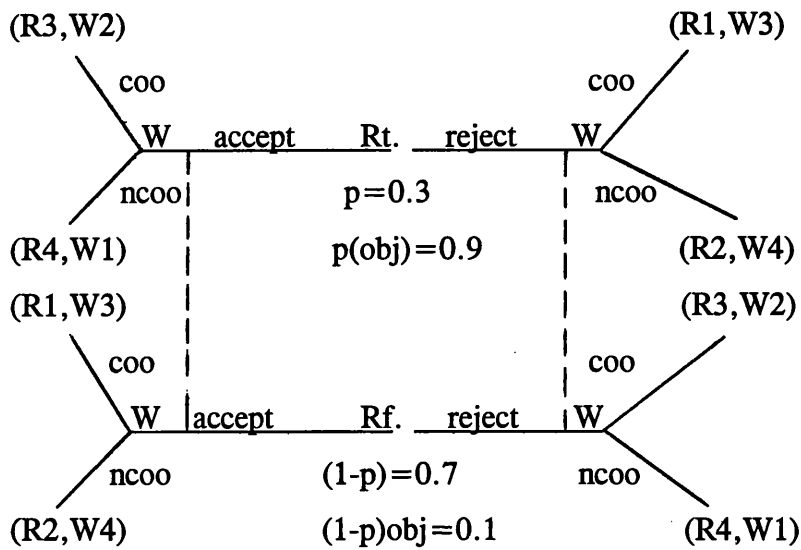 (R3,W2) (R1,W3)
coo coo
W accept Rt. reject W
ncoo p=0.3 ncoo
(R4,W1) p(obj)=0.9 (R2,W4)
(R1,W3) (R3,W2)
coo coo
W accept Rf. reject W
ncoo (1-p)=0.7 ncoo
(R2,W4) (1-p)obj=0.1 (R4,W1)